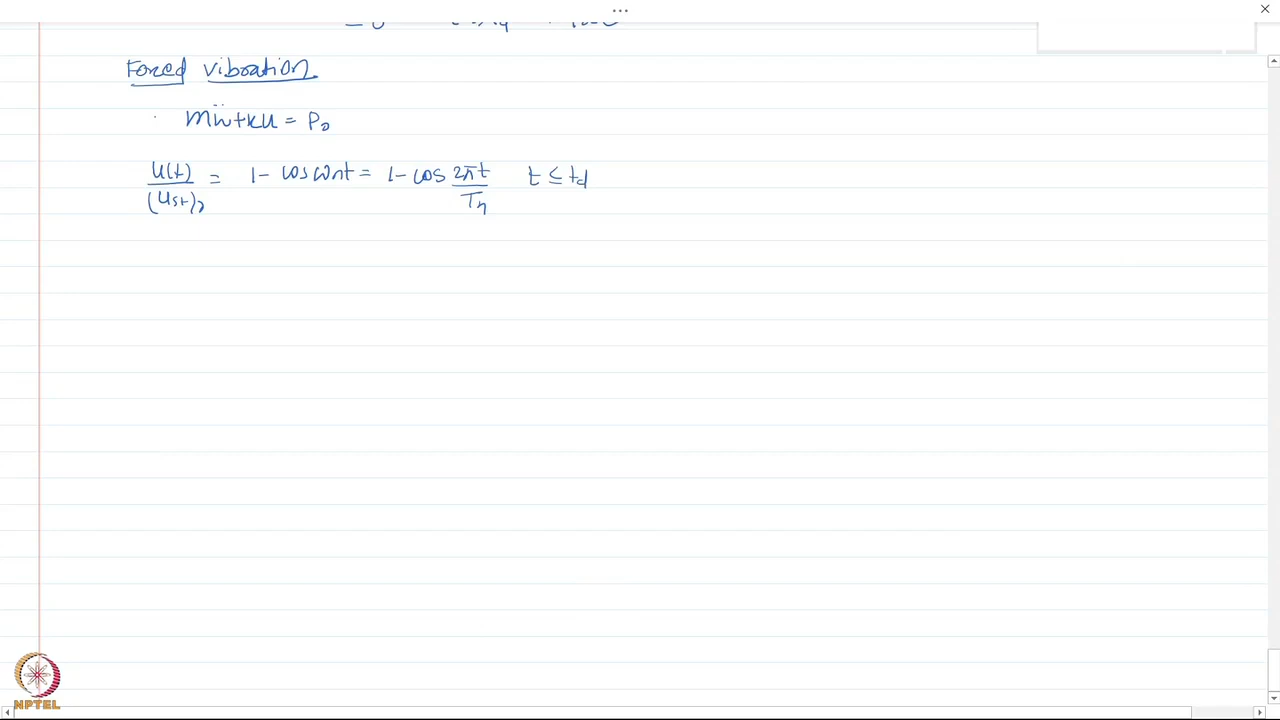 Forced vibration
mü+ku = P₀
u(t)/(ust)₀ = 1 - cos ωnt = 1 - cos 2πt/Tn t ≤ td
NPTEL